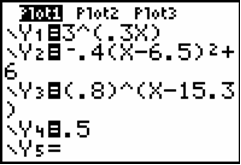 Plot1 Plot2 Plot3
\Y₁=3^(.3X)
\Y₂=-.4(X-6.5)²+
6
\Y₃=(.8)^(X-15.3
)
\Y₄=.5
\Y₅=